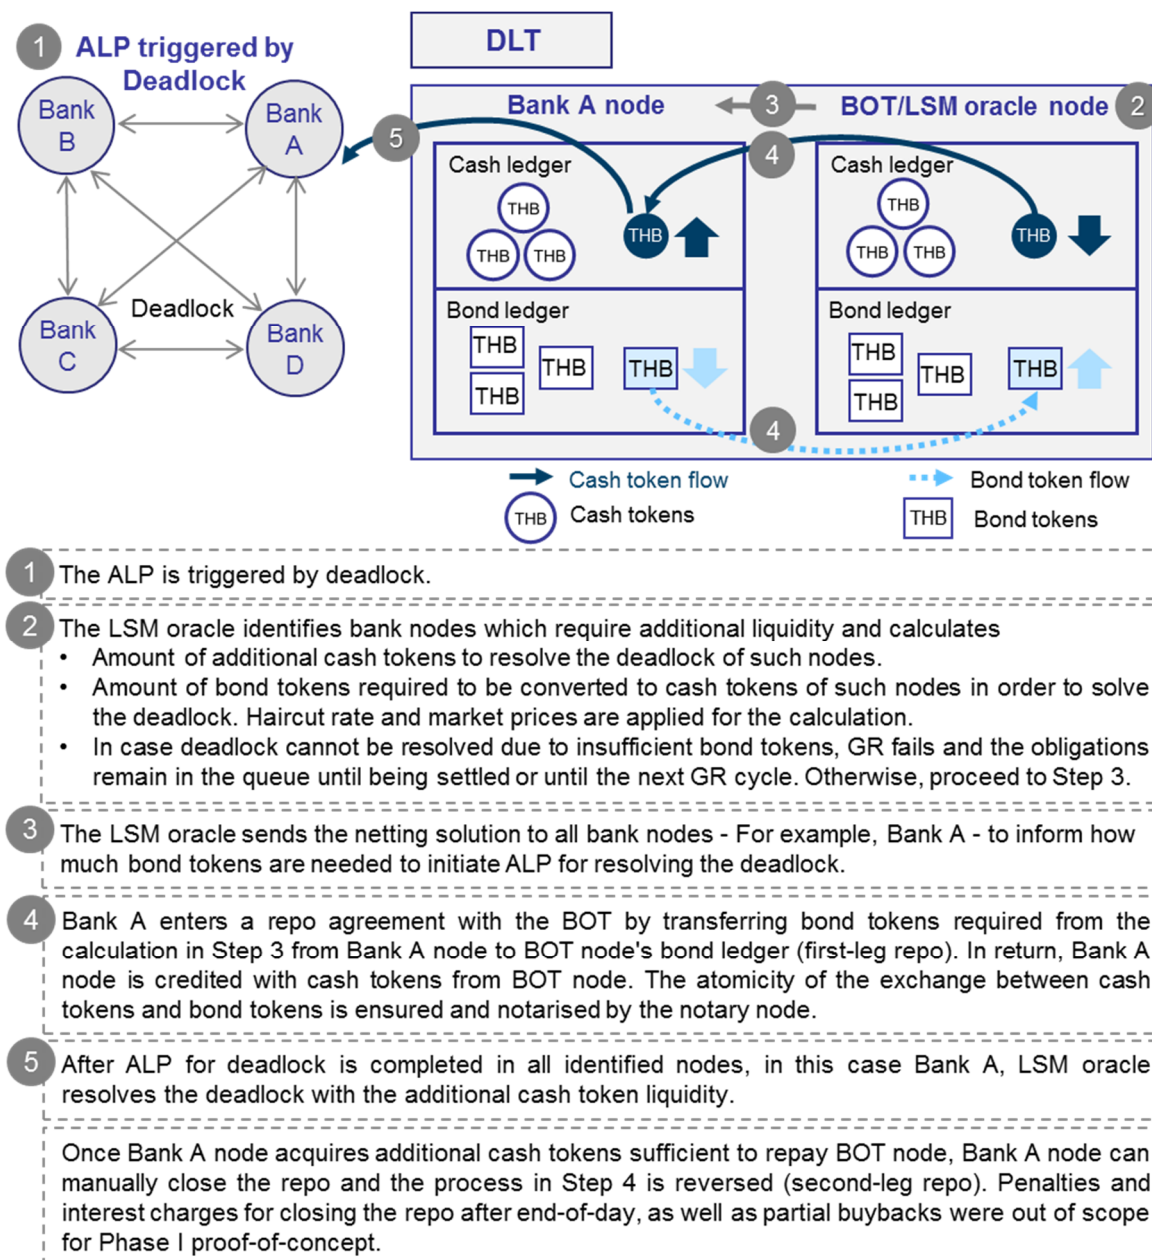 1 ALP triggered by
Deadlock
Bank
B
Bank
A
Bank
C
Bank
D
Deadlock
DLT
Bank A node
3
BOT/LSM oracle node
2
5
4
Cash ledger
THB
THB
THB
THB
Cash ledger
THB
THB
THB
THB
Bond ledger
THB
THB
THB
THB
Bond ledger
THB
THB
THB
THB
4
Cash token flow
Bond token flow
THB Cash tokens
THB Bond tokens
1 The ALP is triggered by deadlock.
2 The LSM oracle identifies bank nodes which require additional liquidity and calculates
• Amount of additional cash tokens to resolve the deadlock of such nodes.
• Amount of bond tokens required to be converted to cash tokens of such nodes in order to solve
the deadlock. Haircut rate and market prices are applied for the calculation.
• In case deadlock cannot be resolved due to insufficient bond tokens, GR fails and the obligations
remain in the queue until being settled or until the next GR cycle. Otherwise, proceed to Step 3.
3 The LSM oracle sends the netting solution to all bank nodes - For example, Bank A - to inform how
much bond tokens are needed to initiate ALP for resolving the deadlock.
4 Bank A enters a repo agreement with the BOT by transferring bond tokens required from the
calculation in Step 3 from Bank A node to BOT node's bond ledger (first-leg repo). In return, Bank A
node is credited with cash tokens from BOT node. The atomicity of the exchange between cash
tokens and bond tokens is ensured and notarised by the notary node.
5 After ALP for deadlock is completed in all identified nodes, in this case Bank A, LSM oracle
resolves the deadlock with the additional cash token liquidity.
Once Bank A node acquires additional cash tokens sufficient to repay BOT node, Bank A node can
manually close the repo and the process in Step 4 is reversed (second-leg repo). Penalties and
interest charges for closing the repo after end-of-day, as well as partial buybacks were out of scope
for Phase I proof-of-concept.